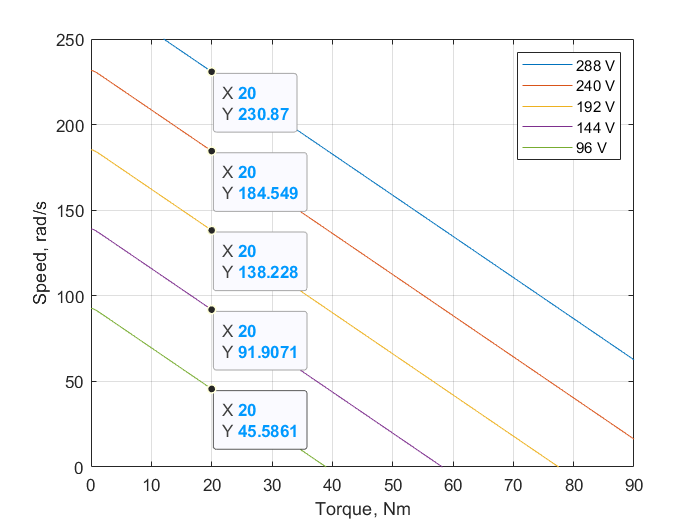 250
200
150
100
50
0
Speed, rad/s
X 20
Y 230.87
X 20
Y 184.549
X 20
Y 138.228
X 20
Y 91.9071
X 20
Y 45.5861
288 V
240 V
192 V
144 V
96 V
0 10 20 30 40 50 60 70 80 90
Torque, Nm